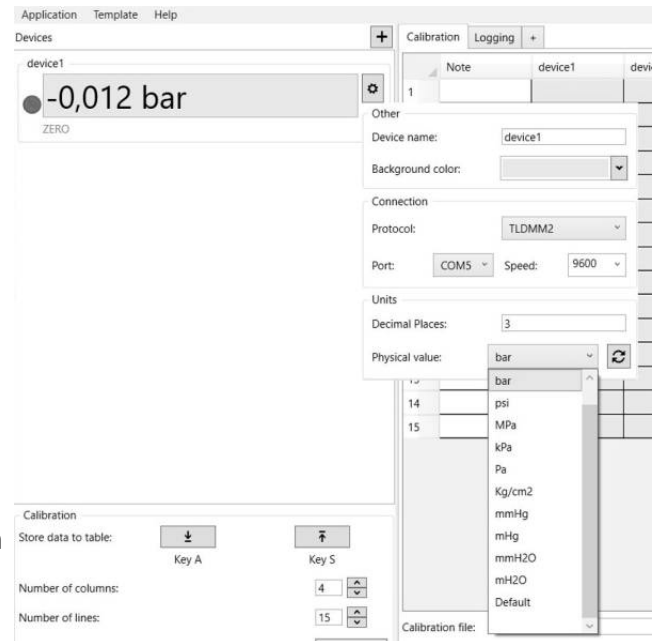 Application Template Help
Devices + Calibration Logging +
device1
Note device1
-0,012 bar
ZERO
1
Other
Device name: device1
Background color:
Connection
Protocol: TLDMM2
Port: COM5 Speed: 9600
Units
Decimal Places: 3
Physical value: bar
bar
psi
MPa
kPa
Pa
Kg/cm2
mmHg
mHg
mmH2O
mH2O
Default
14
15
Calibration
Store data to table:
Key A Key S
Number of columns: 4
Number of lines: 15
Calibration file: